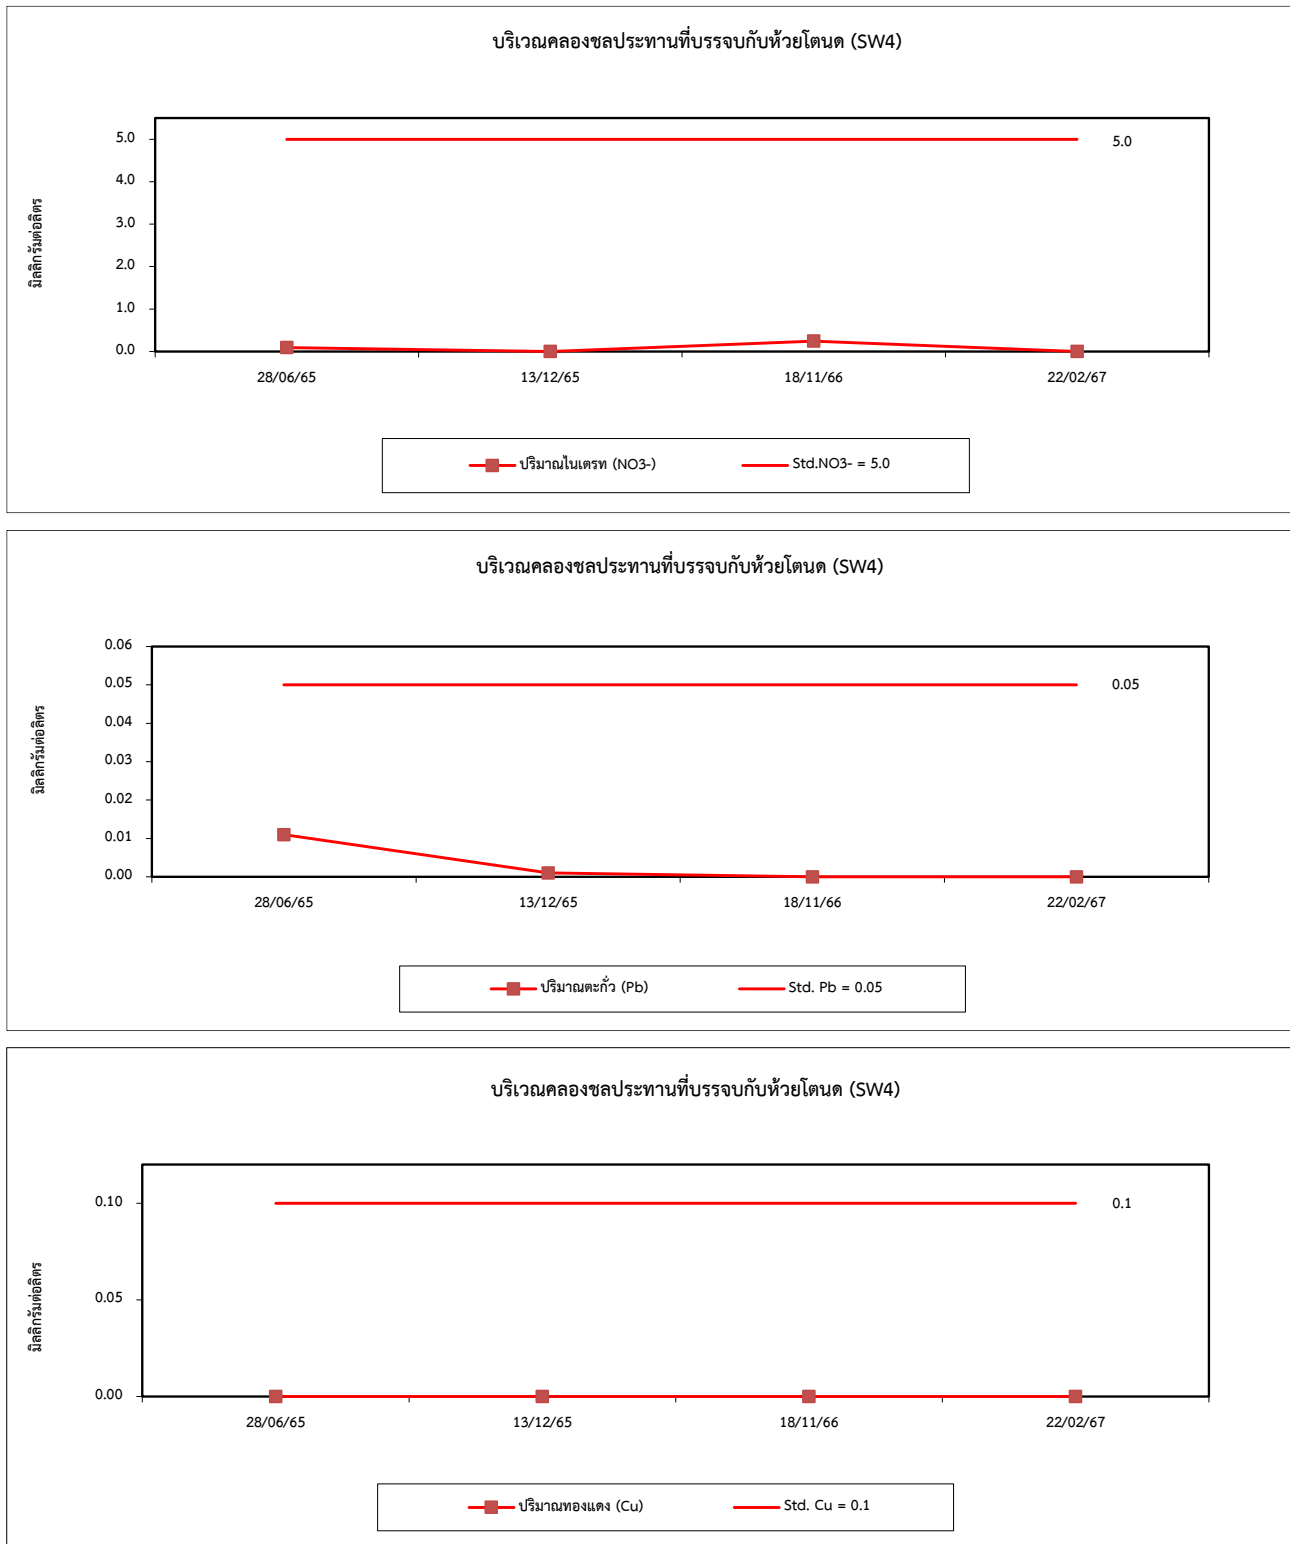 บริเวณคลองชลประทานที่บรรจบกับห้วยโตนด (SW4)
มิลลิกรัมต่อลิตร
5.0
4.0
3.0
2.0
1.0
0.0
5.0
28/06/65 13/12/65 18/11/66 22/02/67
ปริมาณไนเตรท (NO3-) Std.NO3- = 5.0
บริเวณคลองชลประทานที่บรรจบกับห้วยโตนด (SW4)
มิลลิกรัมต่อลิตร
0.06
0.05
0.04
0.03
0.02
0.01
0.00
0.05
28/06/65 13/12/65 18/11/66 22/02/67
ปริมาณตะกั่ว (Pb) Std. Pb = 0.05
บริเวณคลองชลประทานที่บรรจบกับห้วยโตนด (SW4)
มิลลิกรัมต่อลิตร
0.10
0.05
0.00
0.1
28/06/65 13/12/65 18/11/66 22/02/67
ปริมาณทองแดง (Cu) Std. Cu = 0.1